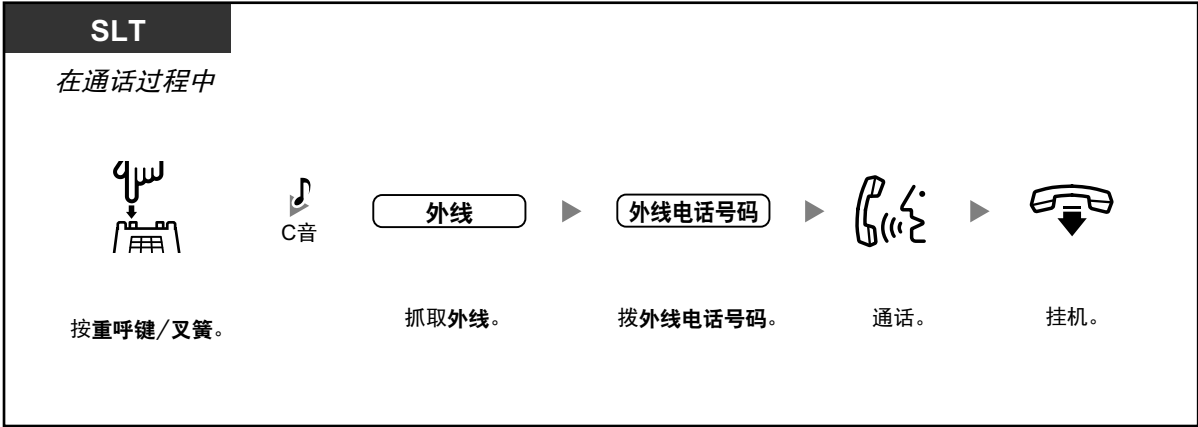 SLT
在通话过程中
C音
外线
外线电话号码
按重呼键/叉簧。
抓取外线。
拨外线电话号码。
通话。
挂机。